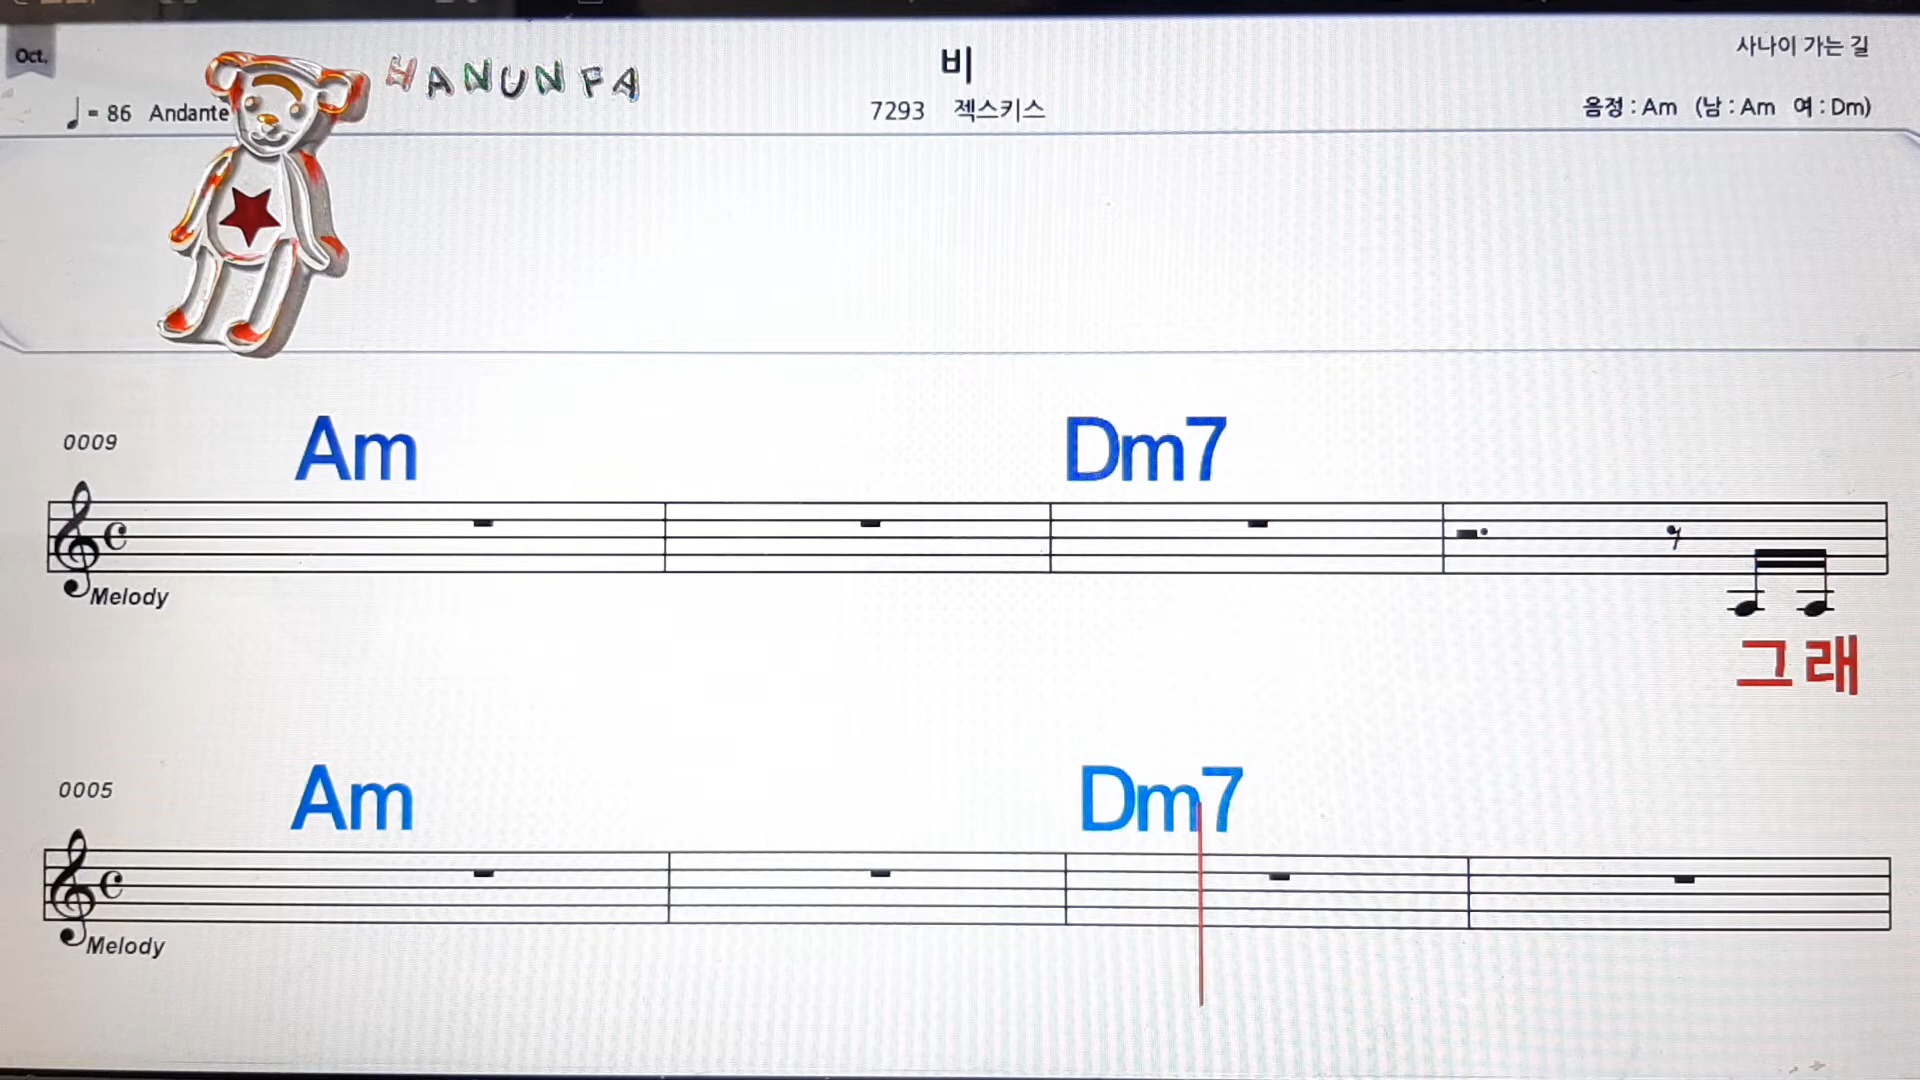 Oct.
HANUNFA
비
사나이 가는 길
♩ = 86 Andante
7293 젝스키스
음정 : Am (남 : Am 여 : Dm)
0009
Am Dm7
Melody
그래
0005
Am Dm7
Melody